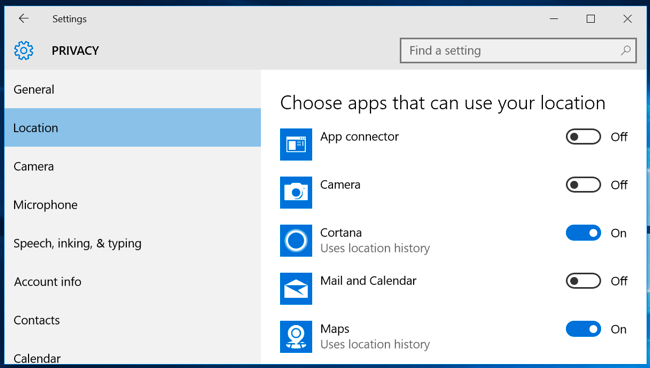 Settings
PRIVACY
Find a setting
General
Location
Camera
Microphone
Speech, inking, & typing
Account info
Contacts
Calendar
Choose apps that can use your location
App connector Off
Camera Off
Cortana On
Uses location history
Mail and Calendar Off
Maps On
Uses location history